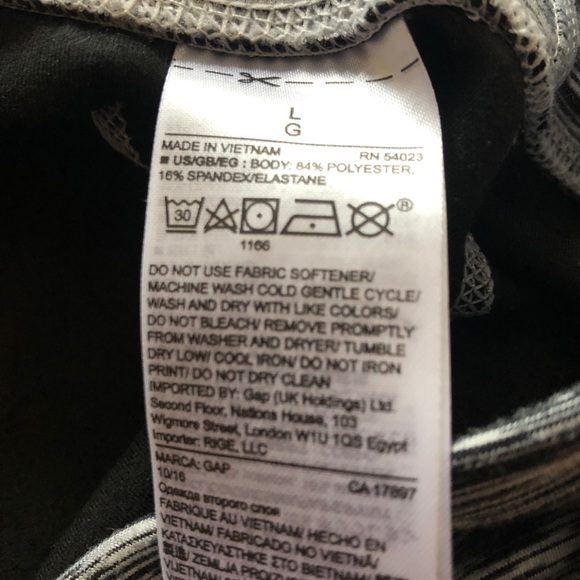 L
G
MADE IN VIETNAM RN 54023
■ US/GB/EG : BODY: 84% POLYESTER,
16% SPANDEX/ELASTANE
30 ®
1166
DO NOT USE FABRIC SOFTENER/
MACHINE WASH COLD GENTLE CYCLE/
WASH AND DRY WITH LIKE COLORS/
DO NOT BLEACH/ REMOVE PROMPTLY
FROM WASHER AND DRYER/ TUMBLE
DRY LOW/ COOL IRON/ DO NOT IRON
PRINT/ DO NOT DRY CLEAN
IMPORTED BY: Gap (UK Holdings) Ltd.
Second Floor, Nations House, 103
Wigmore Street, London W1U 1QS Egypt
Importer: RIGE, LLC
MARCA: GAP
10/16 CA 17897
Одежда второго слоя
FABRIQUÉ AU VIETNAM/ HECHO EN
VIETNAM/ FABRICADO NO VIETNÃ/
ΚΑΤΑΣΚΕΥΑΣΤΗΚΕ ΣΤΟ ΒΙΕΤΝΑΜ/
ZEMLJA